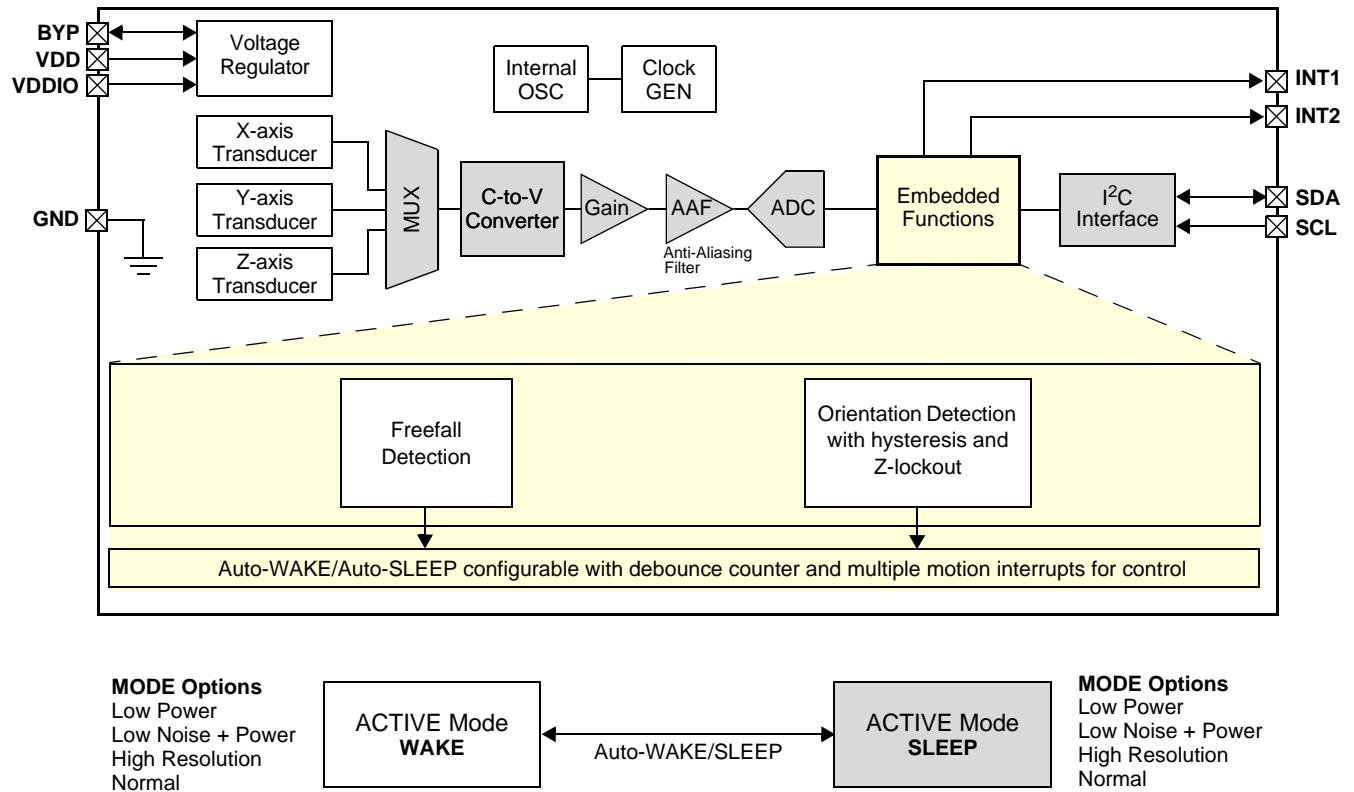 BYP
VDD
VDDIO
Voltage
Regulator
Internal
OSC
Clock
GEN
INT1
INT2
X-axis
Transducer
Y-axis
Transducer
Z-axis
Transducer
MUX
C-to-V
Converter
Gain
AAF
Anti-Aliasing
Filter
ADC
Embedded
Functions
I²C
Interface
SDA
SCL
GND
Freefall
Detection
Orientation Detection
with hysteresis and
Z-lockout
Auto-WAKE/Auto-SLEEP configurable with debounce counter and multiple motion interrupts for control
MODE Options
Low Power
Low Noise + Power
High Resolution
Normal
ACTIVE Mode
WAKE
Auto-WAKE/SLEEP
ACTIVE Mode
SLEEP
MODE Options
Low Power
Low Noise + Power
High Resolution
Normal